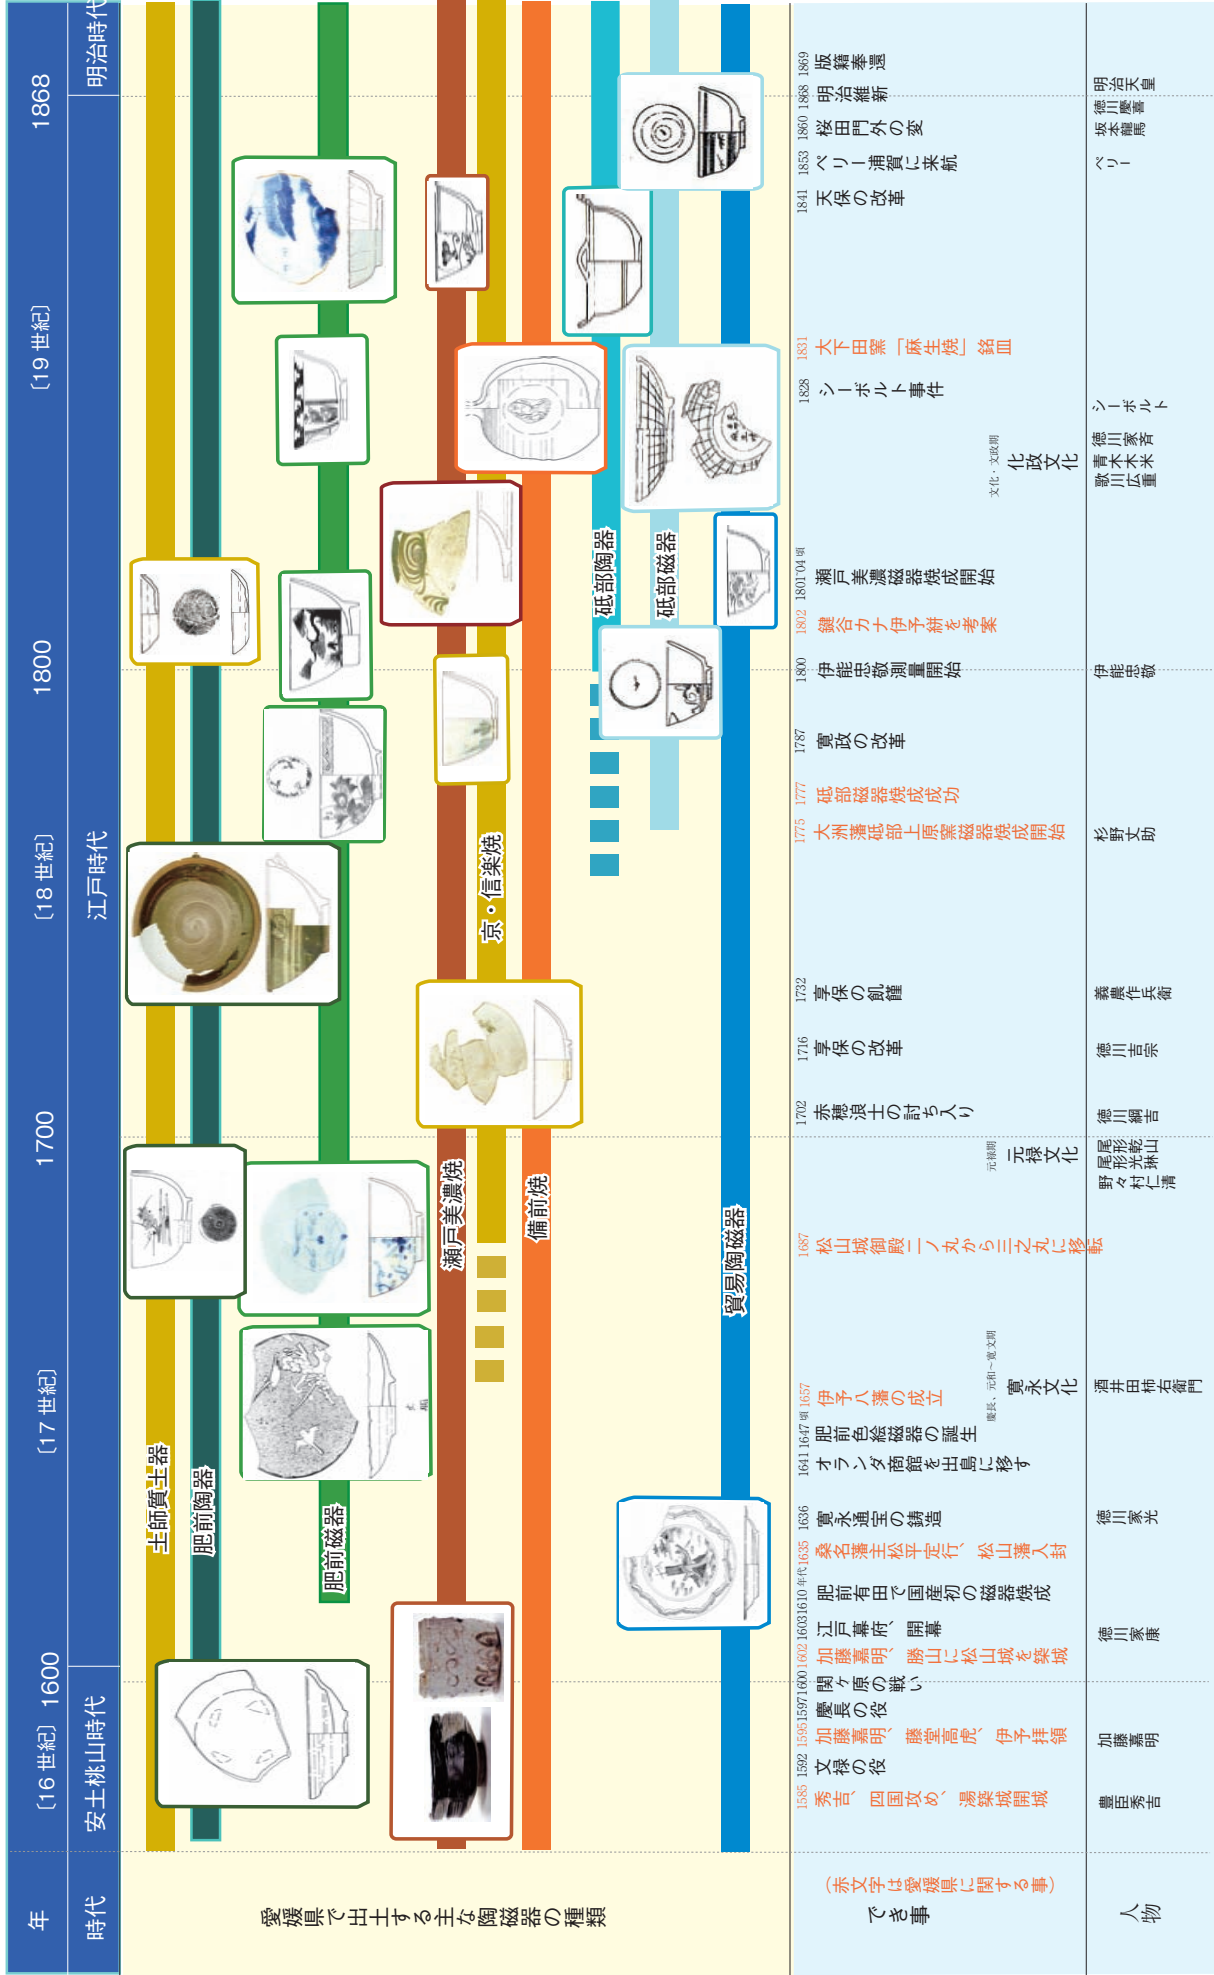 年
[16 世紀]
1600
[17 世紀]
1700
[18 世紀]
1800
[19 世紀]
1868
時代
安土桃山時代
江戸時代
明治時代
愛媛県で出土する主な陶磁器の種類
土師質土器
肥前陶器
肥前磁器
瀬戸美濃焼
京・信楽焼
備前焼
砥部陶器
砥部磁器
貿易陶磁器
でき事
(赤文字は愛媛県に関する事)
1585
秀吉、四国攻め、湯築城開城
1592
文禄の役
1595
加藤嘉明、藤堂高虎、伊予拝領
1597
慶長の役
1600
関ヶ原の戦い
1602
加藤嘉明、勝山に松山城を築城
1603
江戸幕府、開幕
1610 年代
肥前有田で国産初の磁器焼成
1635
桑名藩主松平定行、松山藩入封
1636
寛永通宝の鋳造
1641
オランダ商館を出島に移す
1647 頃
肥前色絵磁器の誕生
1657
伊予八藩の成立
慶長、元和～寛文期
寛永文化
1687
松山城御殿二ノ丸から三之丸に移転
元禄期
元禄文化
1702
赤穂浪士の討ち入り
1716
享保の改革
1732
享保の飢饉
1775
大洲藩砥部上原窯磁器焼成開始
1777
砥部磁器焼成成功
1787
寛政の改革
1800
伊能忠敬測量開始
1802
鍵谷カナ伊予絣を考案
1801~04 頃
瀬戸美濃磁器焼成開始
文化・文政期
化政文化
1828
シーボルト事件
1831
大下田窯「麻生焼」銘皿
1841
天保の改革
1853
ペリー浦賀に来航
1860
桜田門外の変
1868
明治維新
1869
版籍奉還
人物
豊臣秀吉
加藤嘉明
徳川家康
徳川家光
酒井田柿右衛門
野々村仁清
尾形光琳
尾形乾山
徳川綱吉
徳川吉宗
義農作兵衛
杉野丈助
伊能忠敬
歌川広重
青木木米
徳川家斉
シーボルト
ペリー
坂本龍馬
徳川慶喜
明治天皇